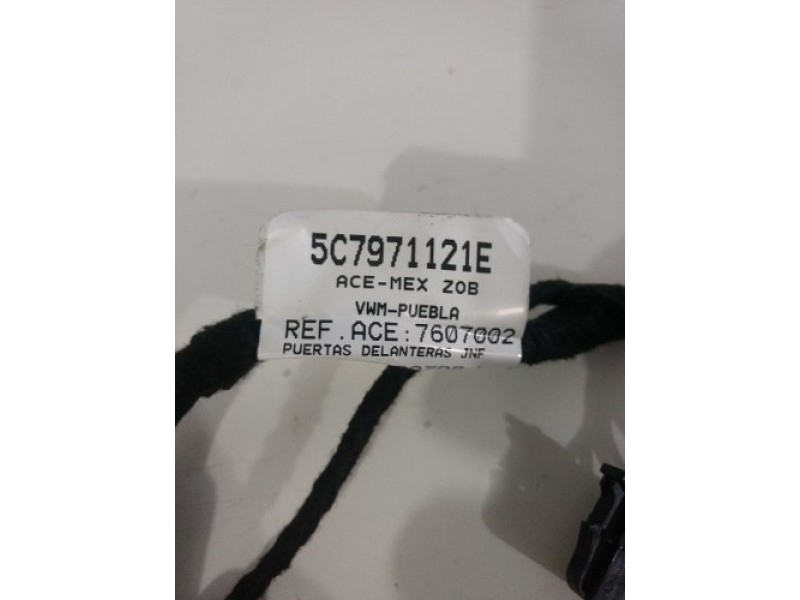 5C7971121E
ACE-MEX Z0B
VWM-PUEBLA
REF.ACE:7607002
PUERTAS DELANTERAS JNF